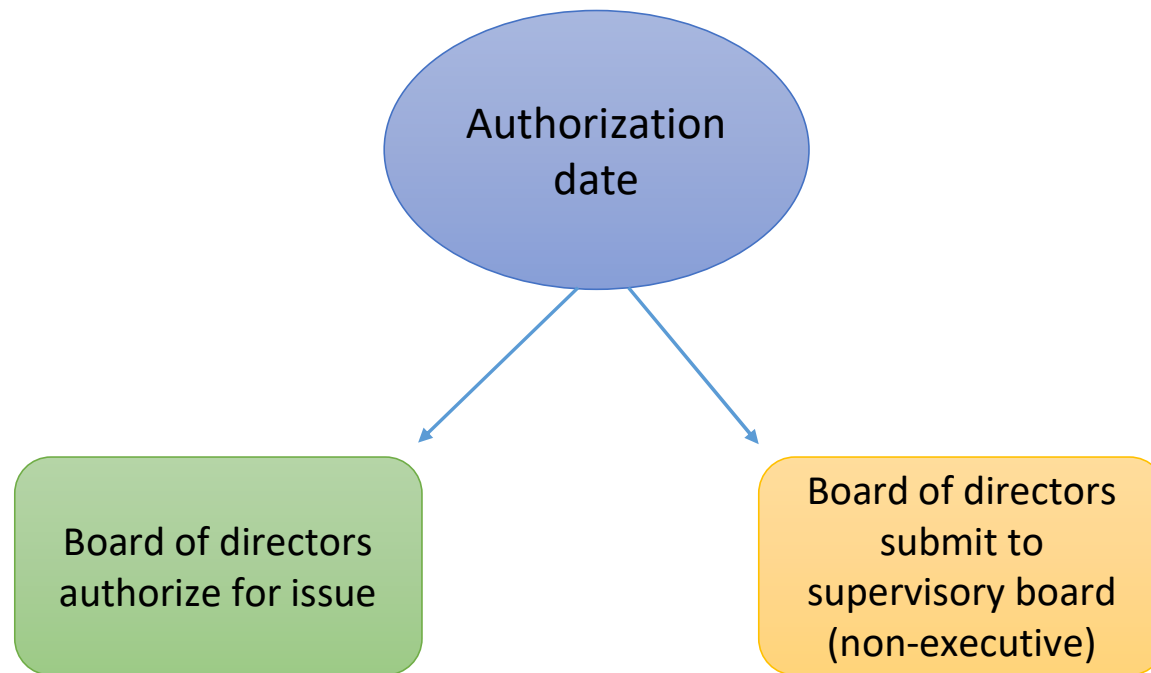 Authorization
date
Board of directors
authorize for issue
Board of directors
submit to
supervisory board
(non-executive)